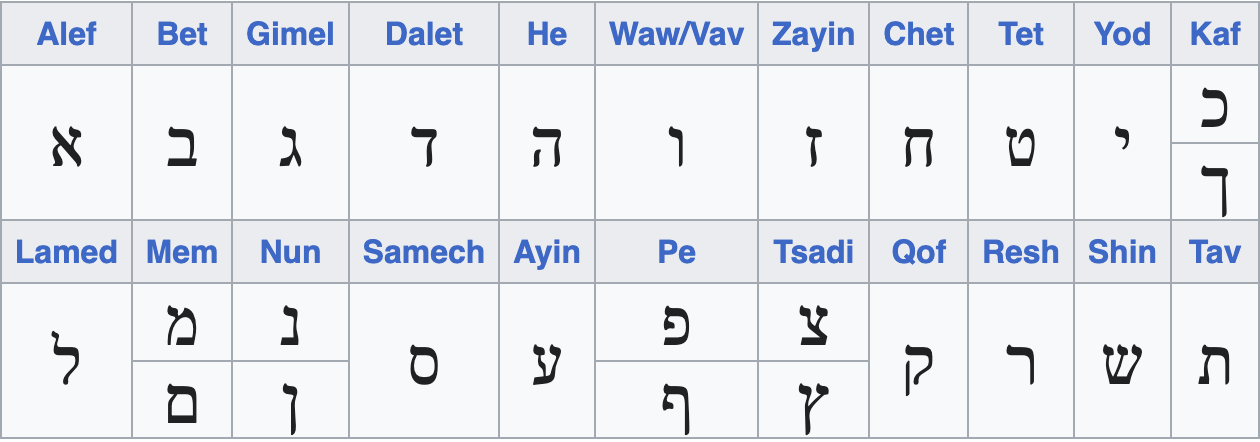 Alef Bet Gimel Dalet He Waw/Vav Zayin Chet Tet Yod Kaf
א ב ג ד ה ו ז ח ט י כ
ך
Lamed Mem Nun Samech Ayin Pe Tsadi Qof Resh Shin Tav
ל מ נ ס ע פ צ ק ר ש ת
ם ן ף ץ